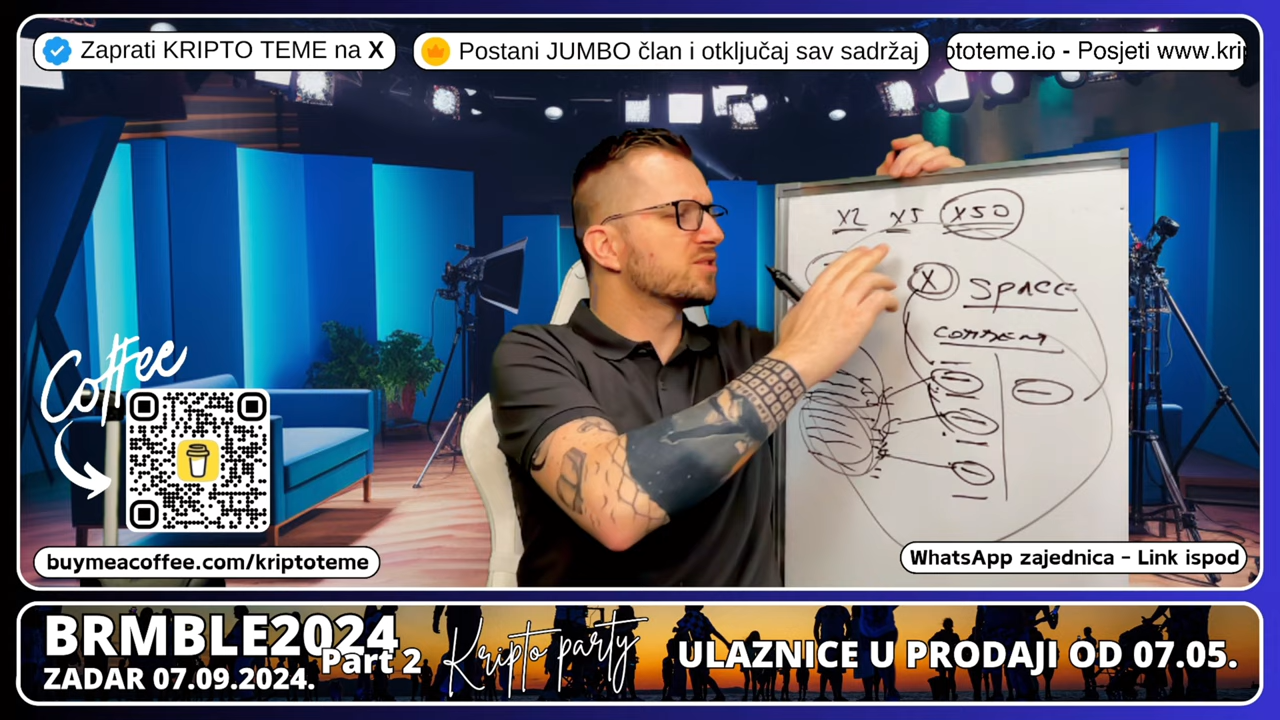 Zaprati KRIPTO TEME na X
Postani JUMBO član i otključaj sav sadržaj
ototeme.io - Posjeti www.kri
X2 X5 X50
X SPACE
Coffee
buymeacoffee.com/kriptoteme
WhatsApp zajednica - Link ispod
BRMBLE2024
Part 2
ZADAR 07.09.2024.
Kripto party
ULAZNICE U PRODAJI OD 07.05.